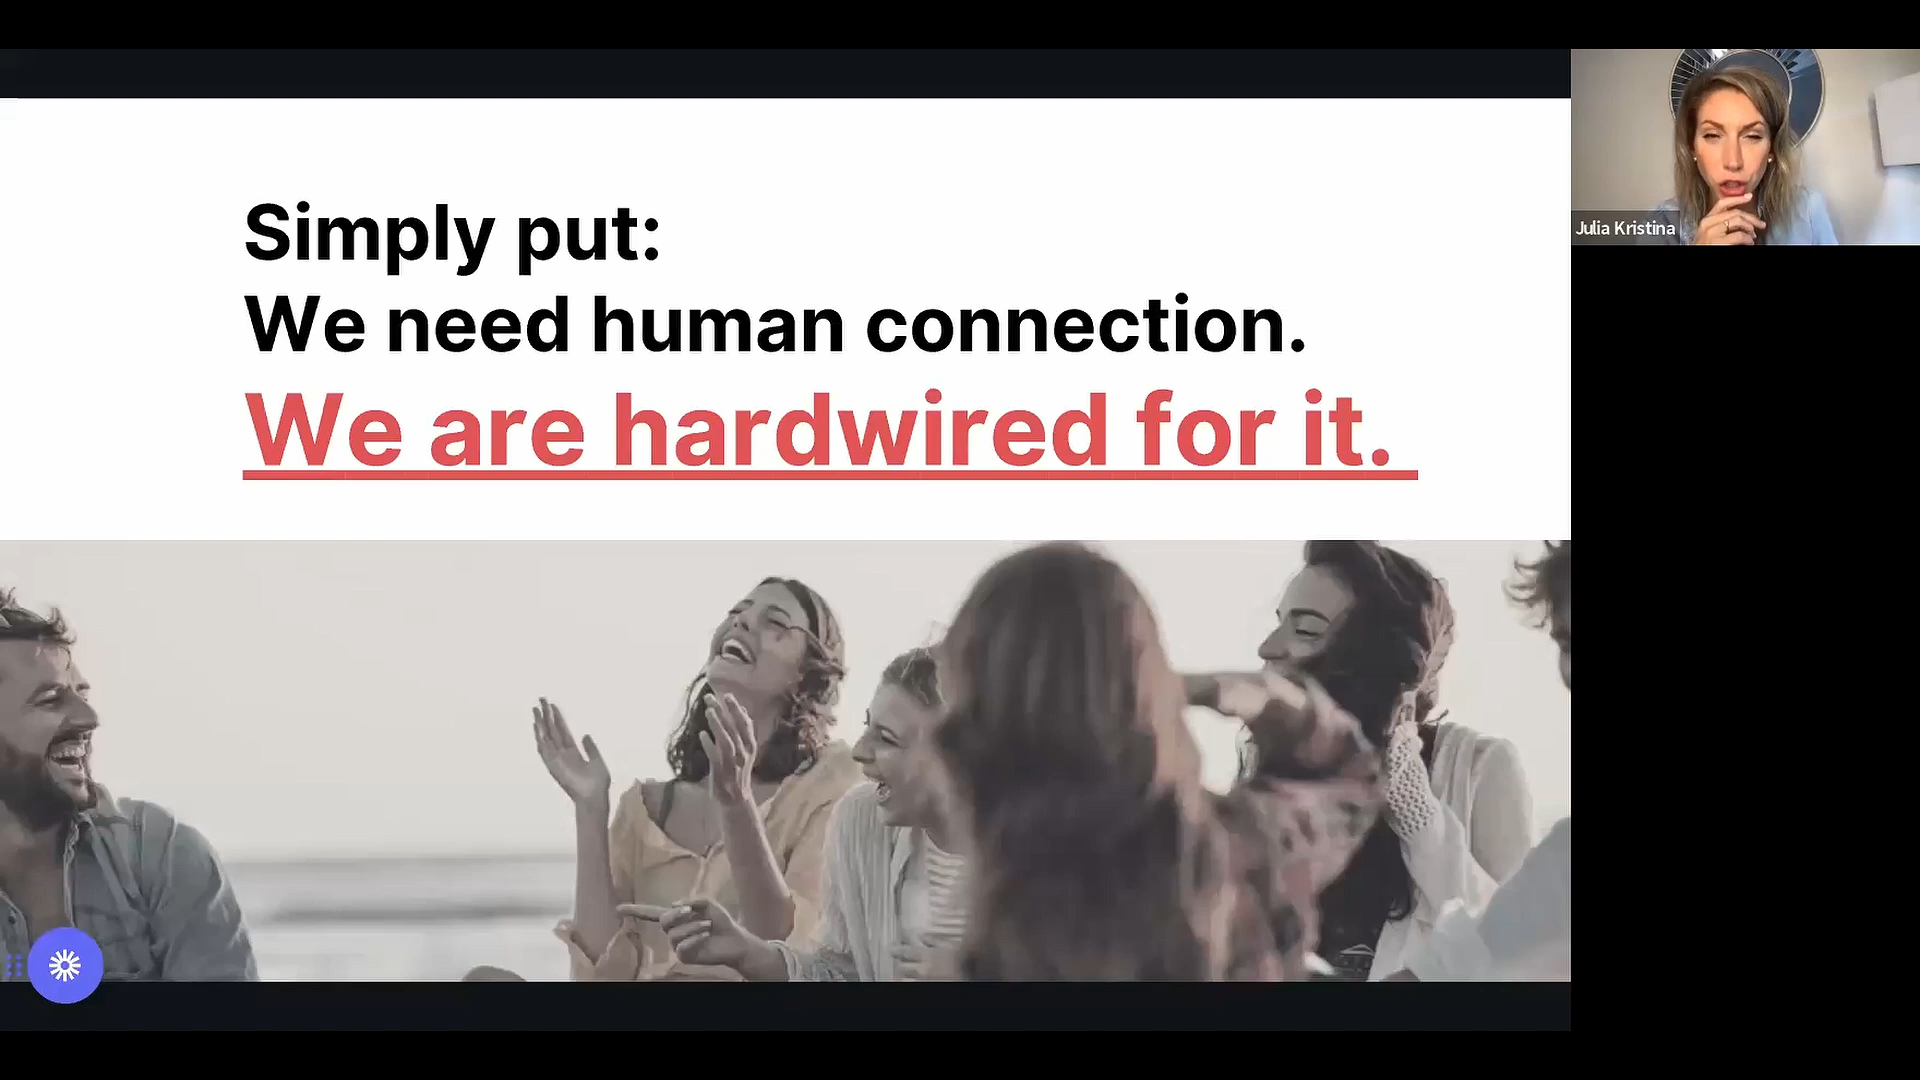 Simply put:
We need human connection.
We are hardwired for it.
Julia Kristina